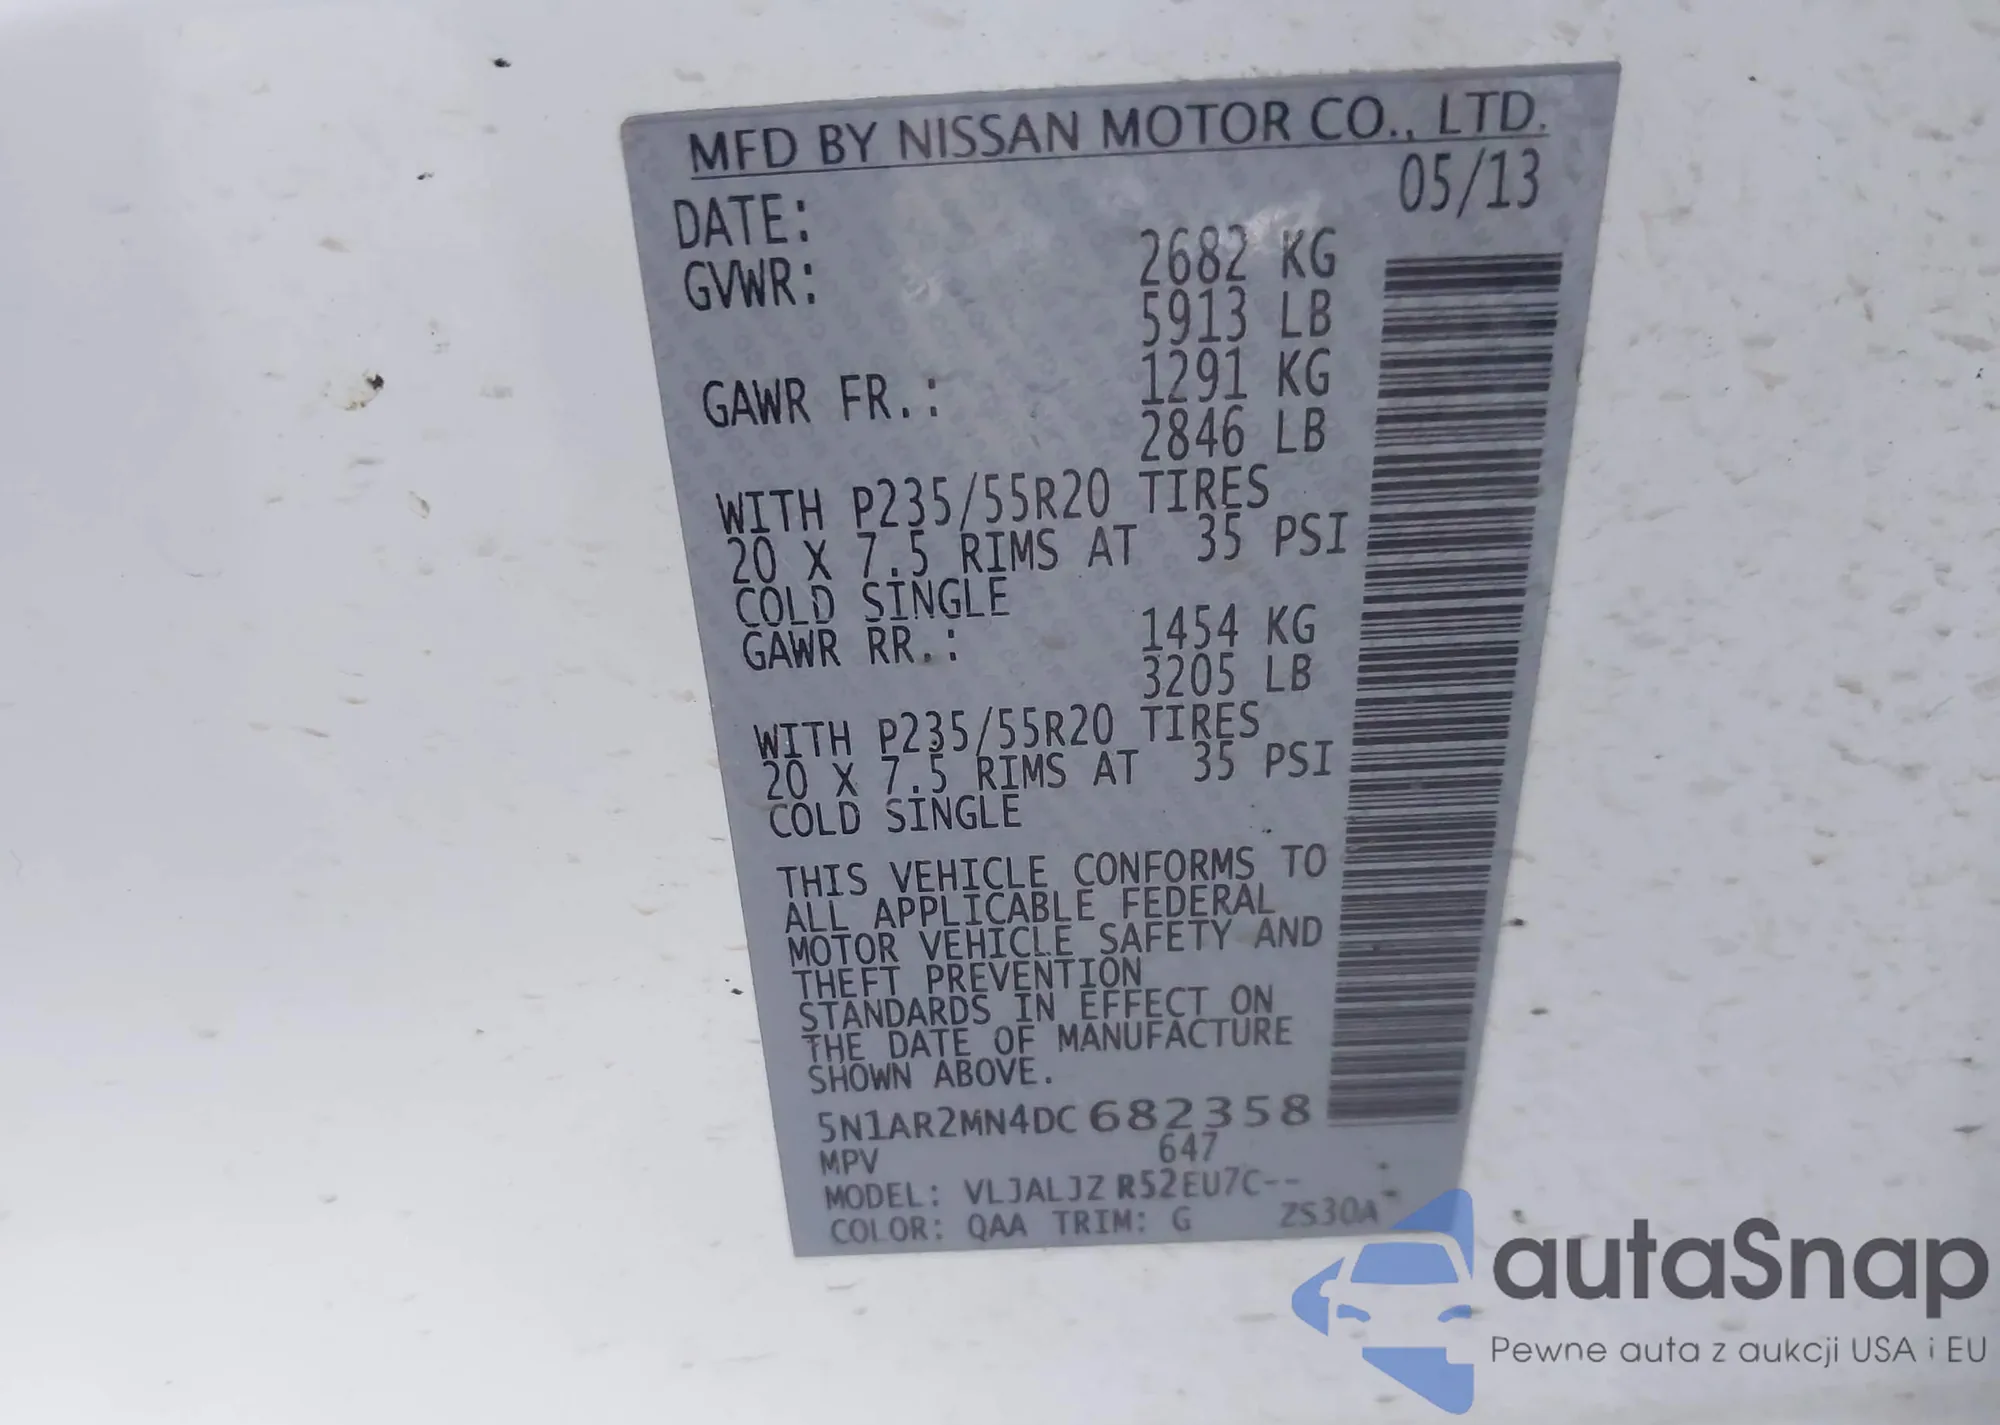 MFD BY NISSAN MOTOR CO., LTD.
DATE: 05/13
GVWR: 2682 KG
5913 LB
GAWR FR.: 1291 KG
2846 LB
WITH P235/55R20 TIRES
20 X 7.5 RIMS AT 35 PSI
COLD SINGLE
GAWR RR.: 1454 KG
3205 LB
WITH P235/55R20 TIRES
20 X 7.5 RIMS AT 35 PSI
COLD SINGLE
THIS VEHICLE CONFORMS TO
ALL APPLICABLE FEDERAL
MOTOR VEHICLE SAFETY AND
THEFT PREVENTION
STANDARDS IN EFFECT ON
THE DATE OF MANUFACTURE
SHOWN ABOVE.
5N1AR2MN4DC682358
MPV 647
MODEL: VLJALJZ R52EU7C--
COLOR: QAA TRIM: G ZS30A-
autaSnap
Pewne auta z aukcji USA i EU